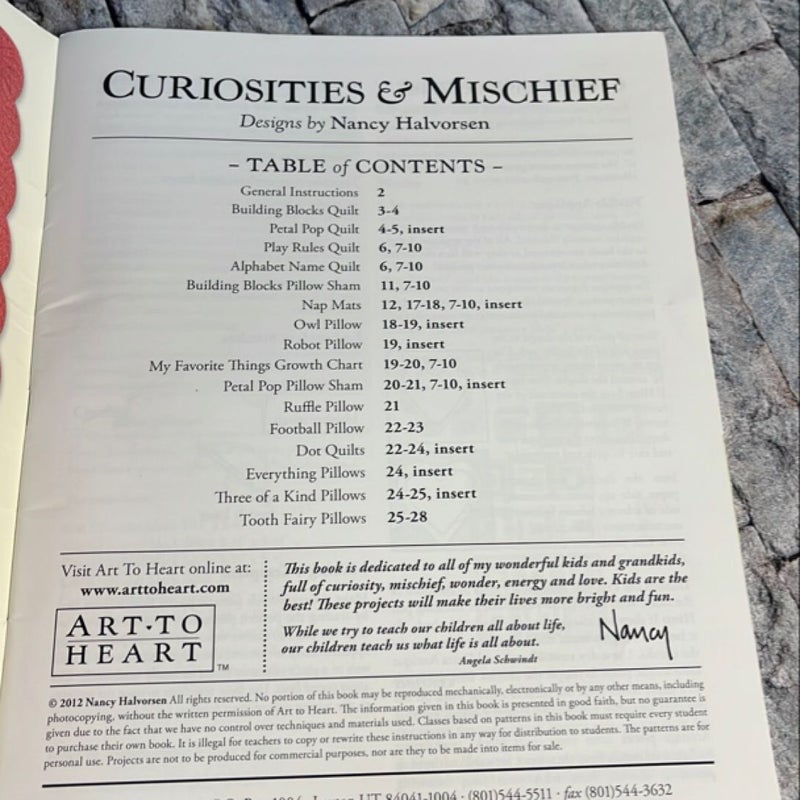 CURIOSITIES & MISCHIEF
Designs by Nancy Halvorsen
– TABLE of CONTENTS –
General Instructions 2
Building Blocks Quilt 3-4
Petal Pop Quilt 4-5, insert
Play Rules Quilt 6, 7-10
Alphabet Name Quilt 6, 7-10
Building Blocks Pillow Sham 11, 7-10
Nap Mats 12, 17-18, 7-10, insert
Owl Pillow 18-19, insert
Robot Pillow 19, insert
My Favorite Things Growth Chart 19-20, 7-10
Petal Pop Pillow Sham 20-21, 7-10, insert
Ruffle Pillow 21
Football Pillow 22-23
Dot Quilts 22-24, insert
Everything Pillows 24, insert
Three of a Kind Pillows 24-25, insert
Tooth Fairy Pillows 25-28
Visit Art To Heart online at:
www.arttoheart.com
ART·TO
HEART
TM
This book is dedicated to all of my wonderful kids and grandkids,
full of curiosity, mischief, wonder, energy and love. Kids are the
best! These projects will make their lives more bright and fun.
While we try to teach our children all about life,
our children teach us what life is all about.
Angela Schwindt
Nancy
© 2012 Nancy Halvorsen All rights reserved. No portion of this book may be reproduced mechanically, electronically or by any other means, including
photocopying, without the written permission of Art to Heart. The information given in this book is presented in good faith, but no guarantee is
given due to the fact that we have no control over techniques and materials used. Classes based on patterns in this book must require every student
to purchase their own book. It is illegal for teachers to copy or rewrite these instructions in any way for distribution to students. The patterns are for
personal use. Projects are not to be produced for commercial purposes, nor are they to be made into items for sale.
UT 84041-1004 · (801)544-5511 · fax (801)544-3632